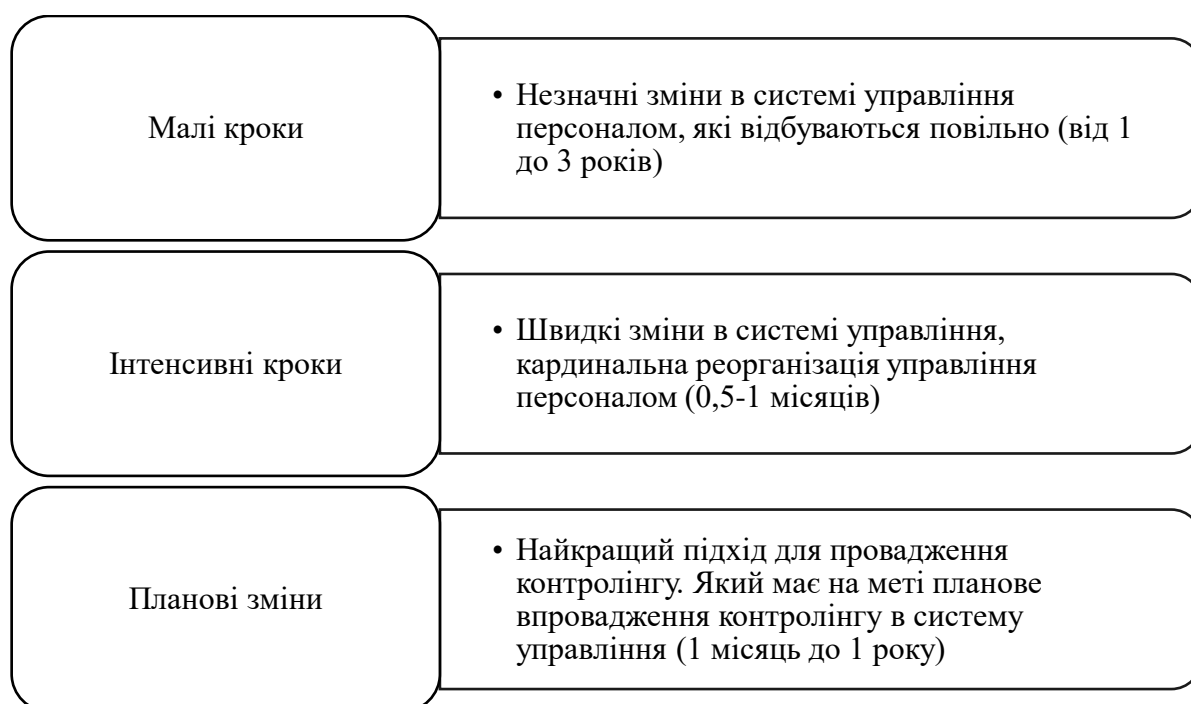 Малі кроки
• Незначні зміни в системі управління
персоналом, які відбуваються повільно (від 1
до 3 років)
Інтенсивні кроки
• Швидкі зміни в системі управління,
кардинальна реорганізація управління
персоналом (0,5-1 місяців)
Планові зміни
• Найкращий підхід для провадження
контролінгу. Який має на меті планове
впровадження контролінгу в систему
управління (1 місяць до 1 року)